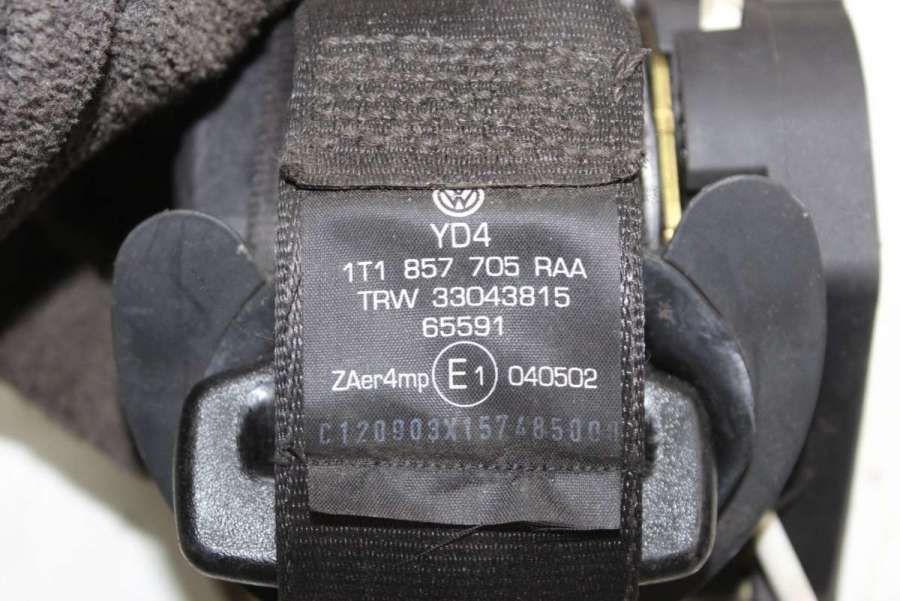 YD4
1T1 857 705 RAA
TRW 33043815
65591
ZAer4mp E1 040502
C120903X15748500